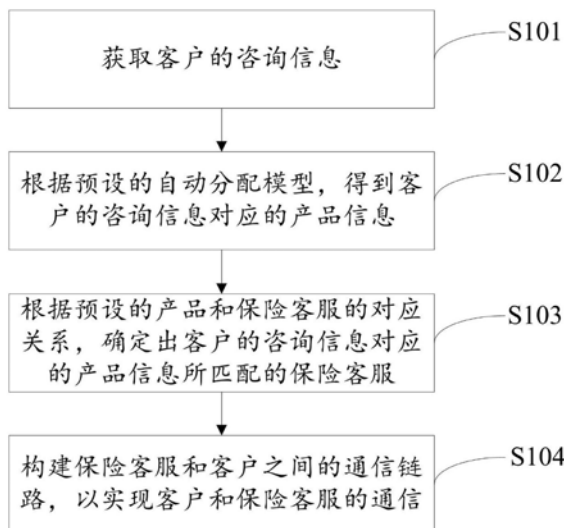 获取客户的咨询信息
S101
根据预设的自动分配模型，得到客
户的咨询信息对应的产品信息
S102
根据预设的产品和保险客服的对应
关系，确定出客户的咨询信息对应
的产品信息所匹配的保险客服
S103
构建保险客服和客户之间的通信链
路，以实现客户和保险客服的通信
S104